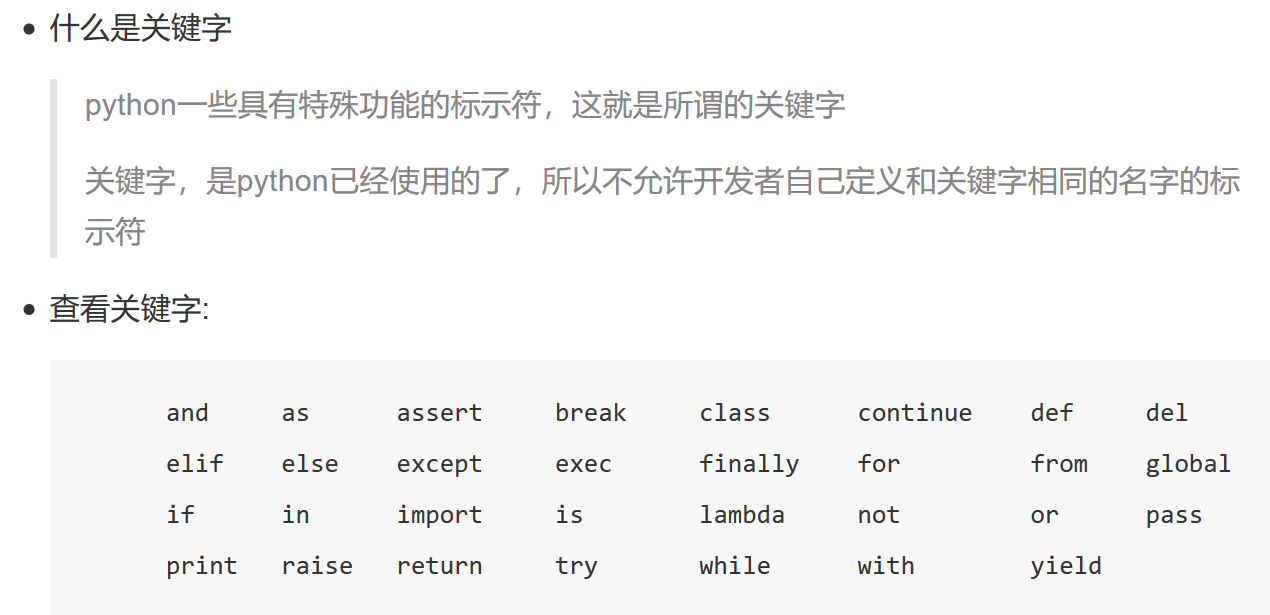 什么是关键字
python一些具有特殊功能的标示符，这就是所谓的关键字
关键字，是python已经使用的了，所以不允许开发者自己定义和关键字相同的名字的标
示符
查看关键字:
and as assert break class continue def del
elif else except exec finally for from global
if in import is lambda not or pass
print raise return try while with yield